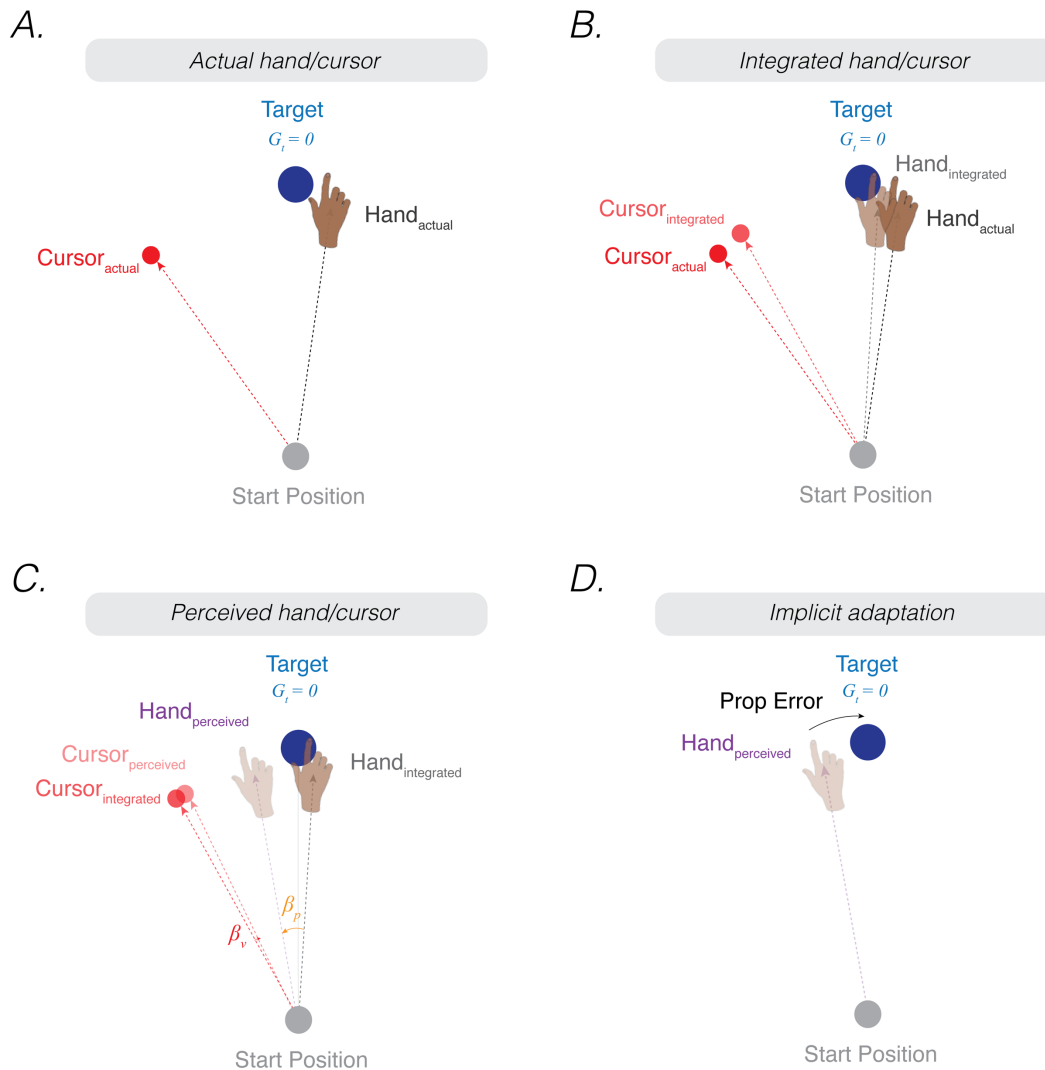 A.
Actual hand/cursor
Target
Gt = 0
Handactual
Cursoractual
Start Position
B.
Integrated hand/cursor
Target
Gt = 0
Handintegrated
Cursorintegrated
Handactual
Cursoractual
Start Position
C.
Perceived hand/cursor
Target
Gt = 0
Handperceived
Cursorperceived
Handintegrated
Cursorintegrated
βp
βv
Start Position
D.
Implicit adaptation
Target
Gt = 0
Prop Error
Handperceived
Start Position